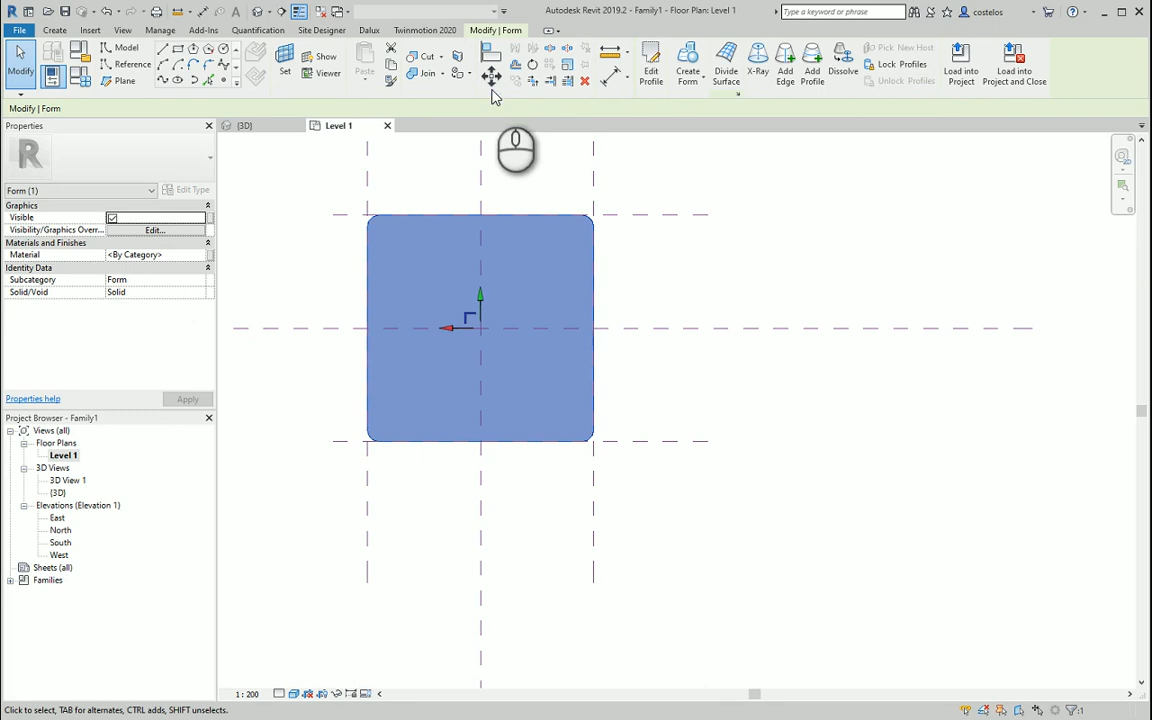 Autodesk Revit 2019.2 - Family1 - Floor Plan: Level 1
Type a keyword or phrase
costelos
File Create Insert View Manage Add-Ins Quantification Site Designer Dalux Twinmotion 2020 Modify | Form
Modify
Model
Reference
Plane
Set
Show
Viewer
Paste
Cut
Join
Edit Profile
Create Form
Divide Surface
X-Ray
Add Edge
Add Profile
Dissolve
Pick New Host
Lock Profiles
Unlock Profiles
Load into Project
Load into Project and Close
Modify | Form
Properties
{3D}
Level 1
Form (1)
Edit Type
Graphics
Visible
Visibility/Graphics Overr... Edit...
Materials and Finishes
Material <By Category>
Identity Data
Subcategory Form
Solid/Void Solid
Properties help
Apply
Project Browser - Family1
Views (all)
Floor Plans
Level 1
3D Views
3D View 1
{3D}
Elevations (Elevation 1)
East
North
South
West
Sheets (all)
Families
1 : 200
Click to select, TAB for alternates, CTRL adds, SHIFT unselects.
:1